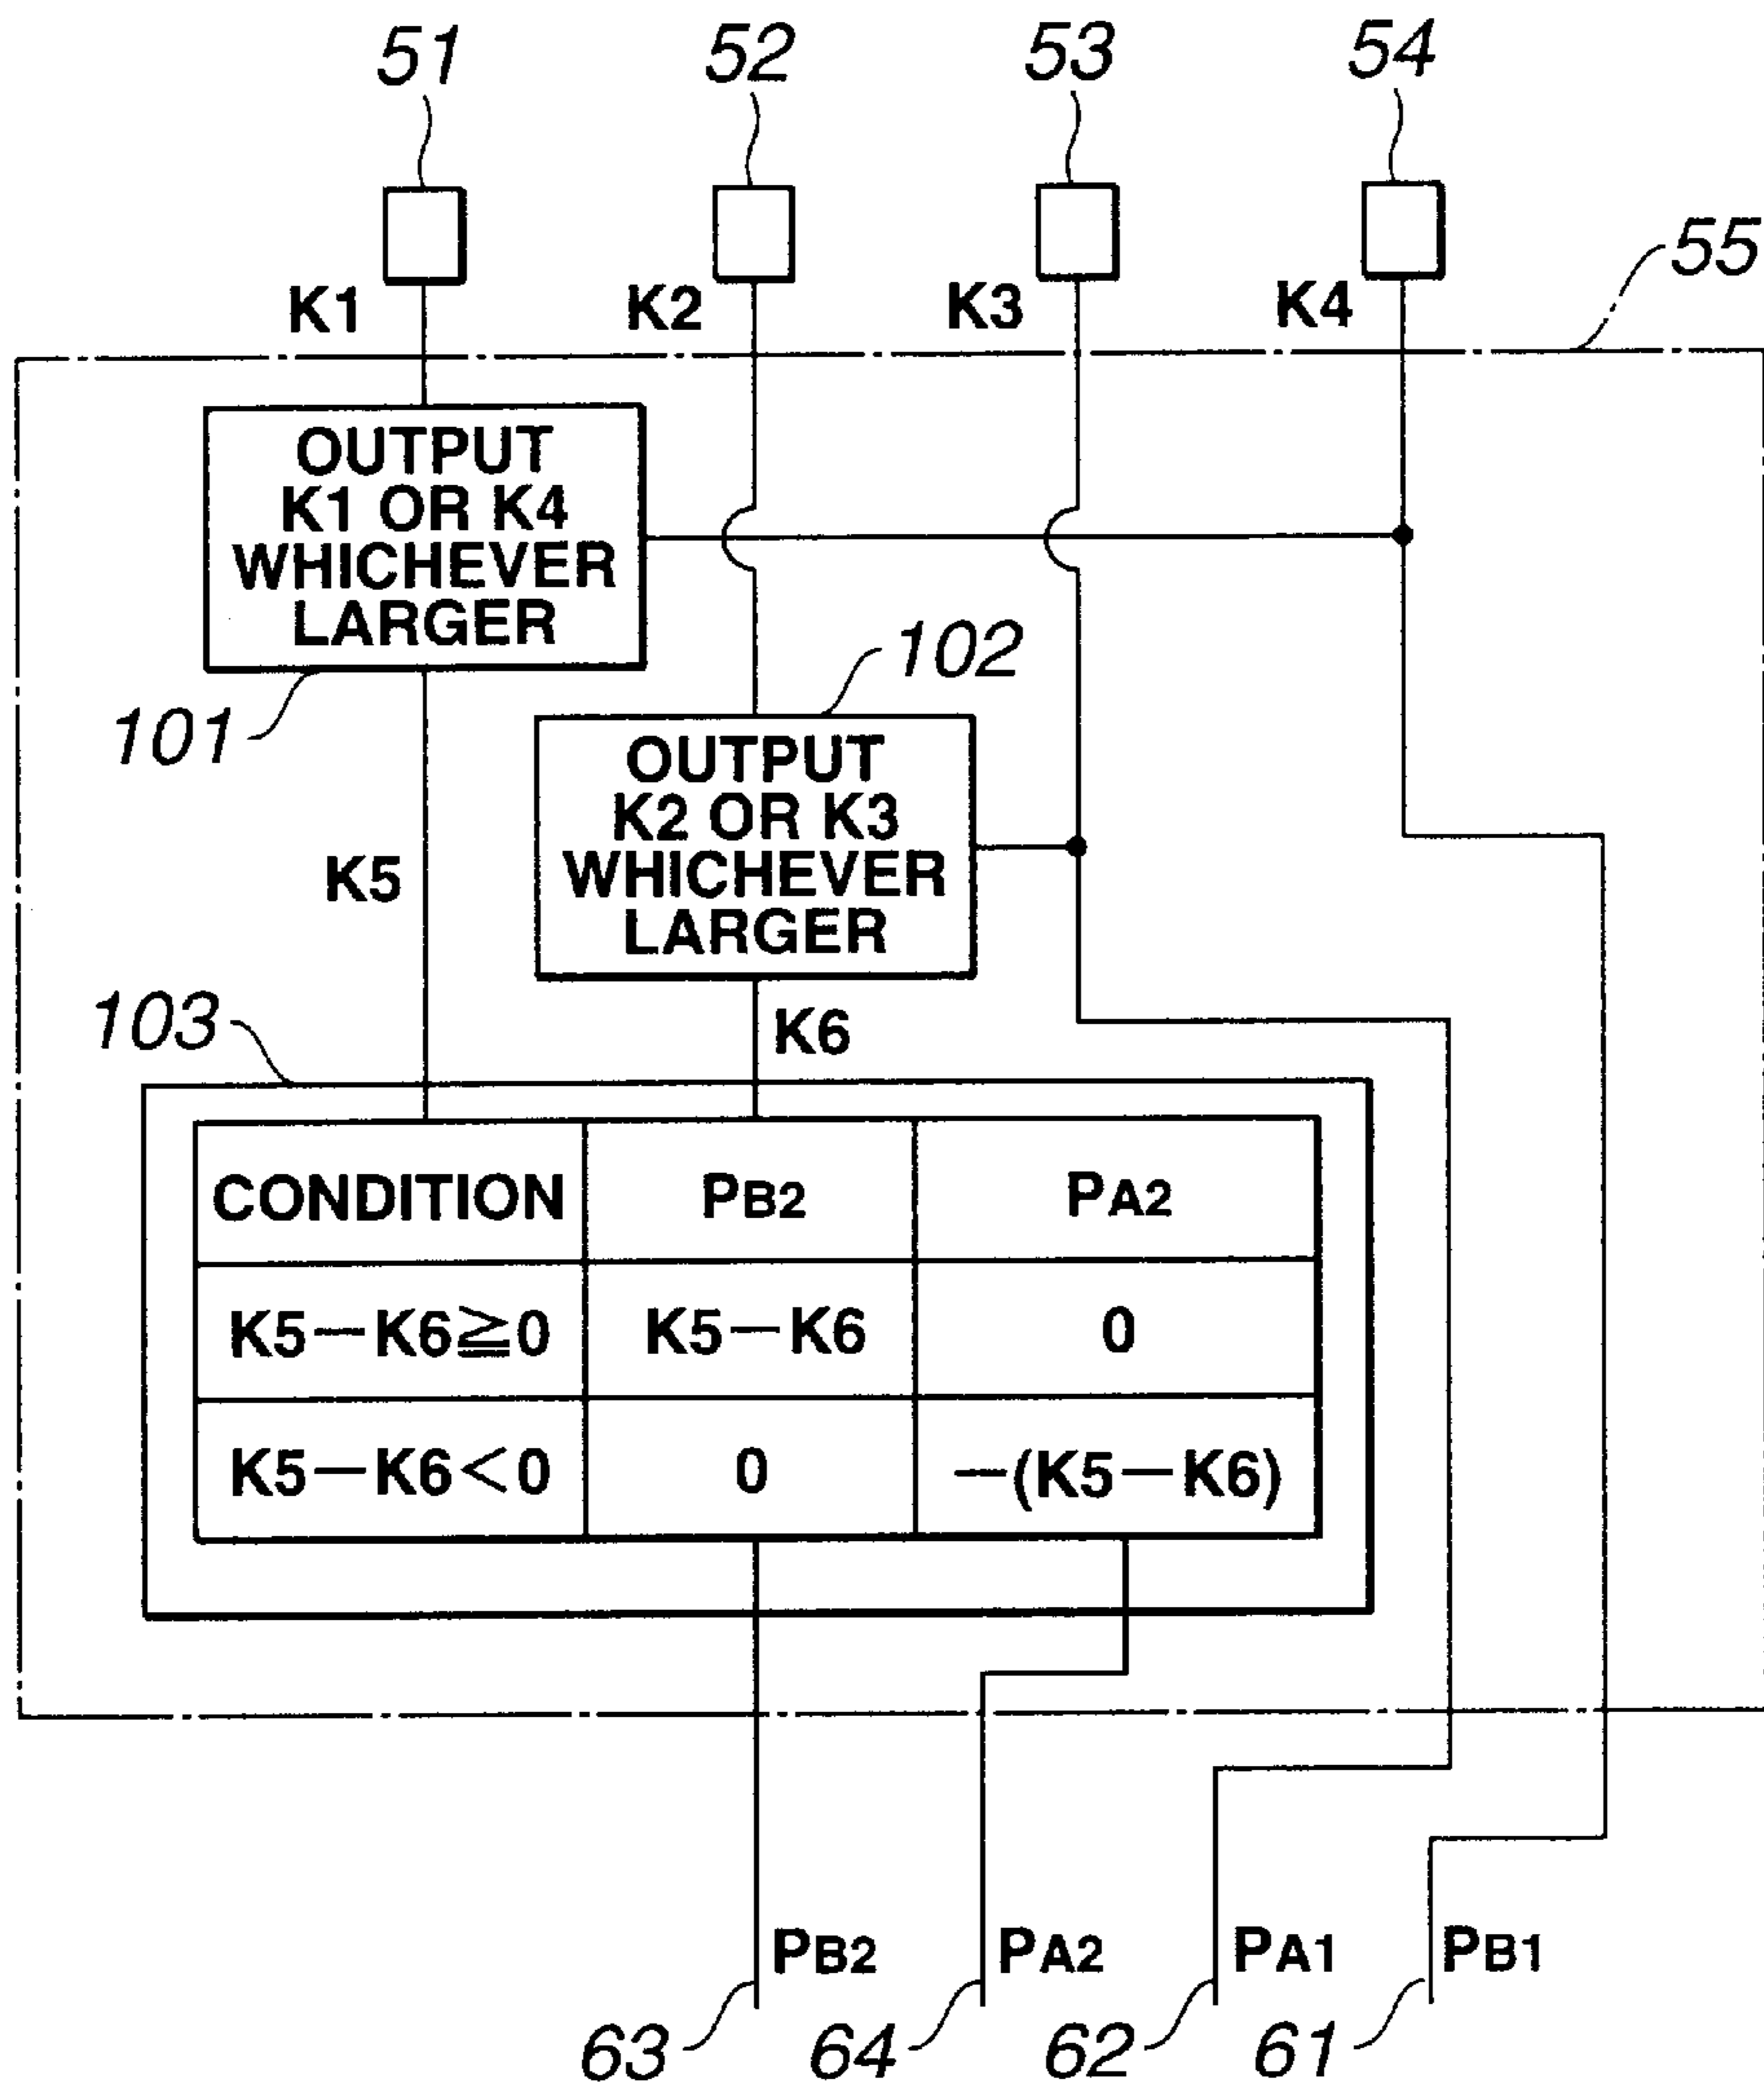 51 52 53 54
55
K1 K2 K3 K4
OUTPUT
K1 OR K4
WHICHEVER
LARGER
101
102
OUTPUT
K2 OR K3
WHICHEVER
LARGER
K5
103
K6
CONDITION PB2 PA2
K5－K6≧0 K5－K6 0
K5－K6＜0 0 －(K5－K6)
PB2 PA2 PA1 PB1
63 64 62 61